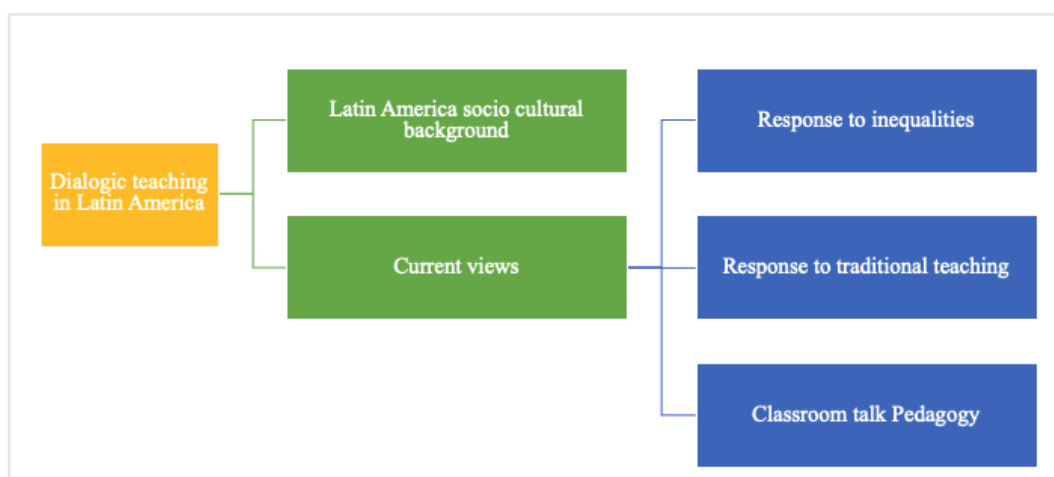 Dialogic teaching
in Latin America
Latin America socio cultural
background
Current views
Response to inequalities
Response to traditional teaching
Classroom talk Pedagogy